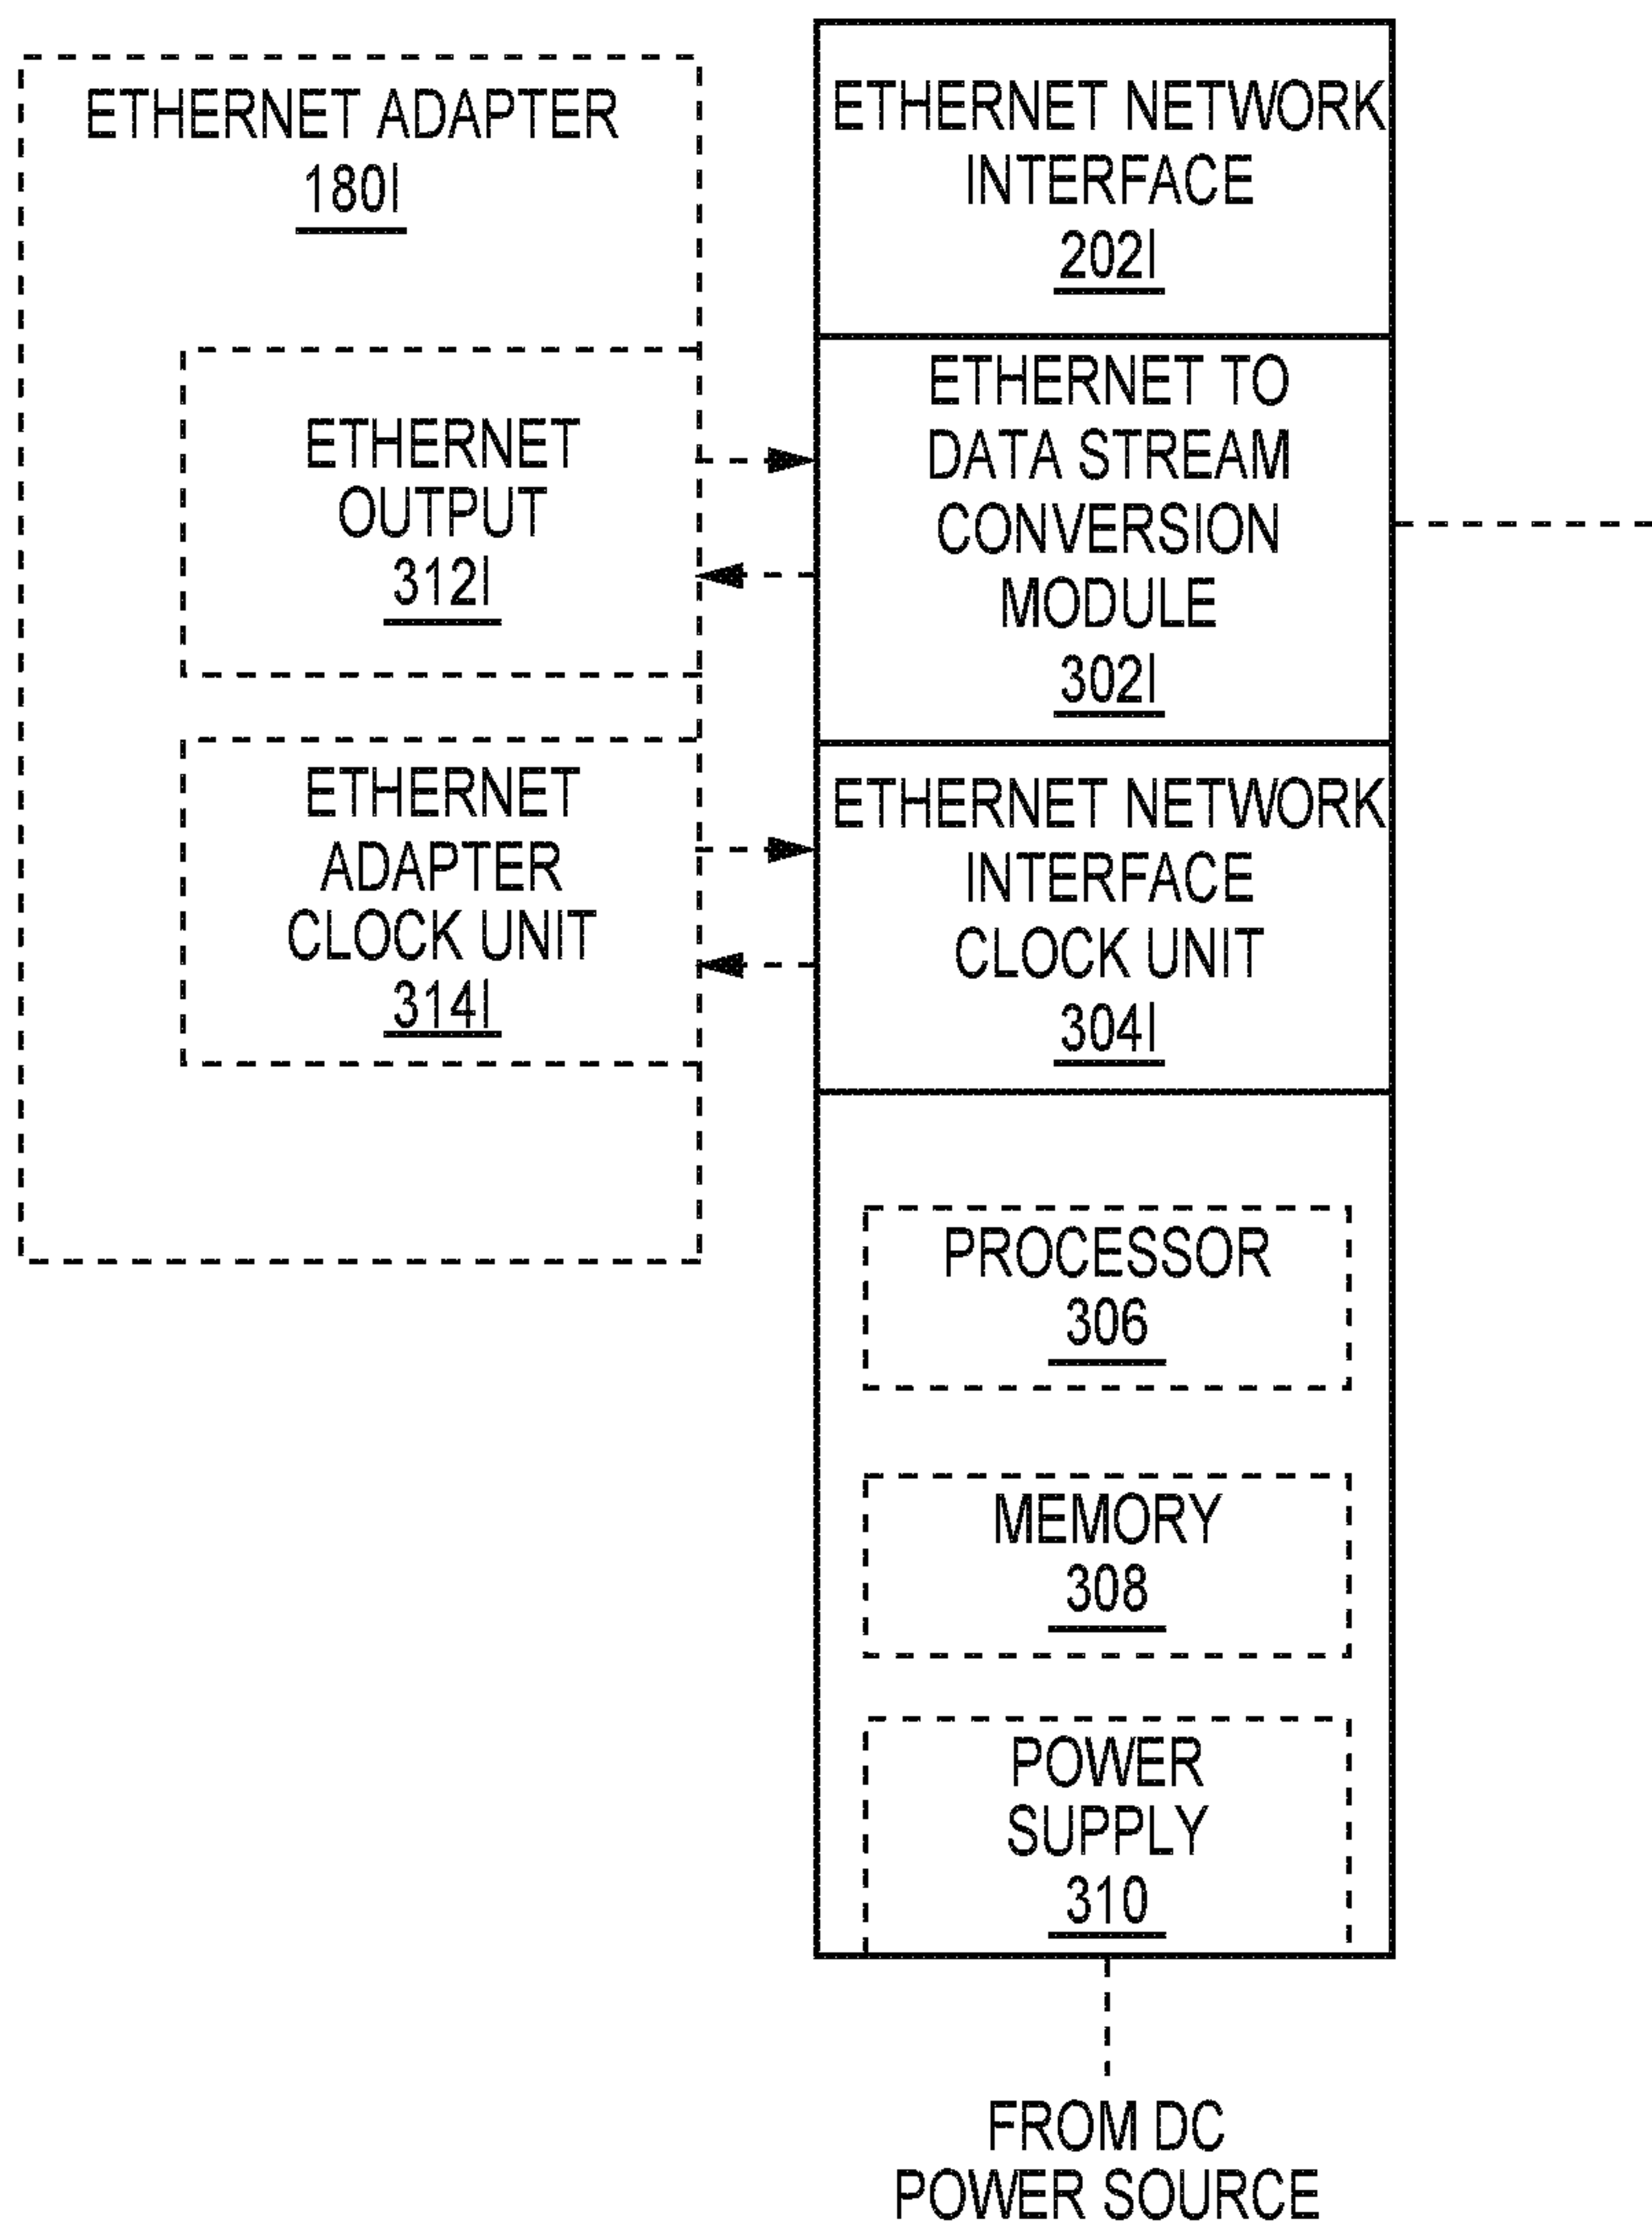 ETHERNET ADAPTER
180I
ETHERNET
OUTPUT
312I
ETHERNET
ADAPTER
CLOCK UNIT
314I
ETHERNET NETWORK
INTERFACE
202I
ETHERNET TO
DATA STREAM
CONVERSION
MODULE
302I
ETHERNET NETWORK
INTERFACE
CLOCK UNIT
304I
PROCESSOR
306
MEMORY
308
POWER
SUPPLY
310
FROM DC
POWER SOURCE